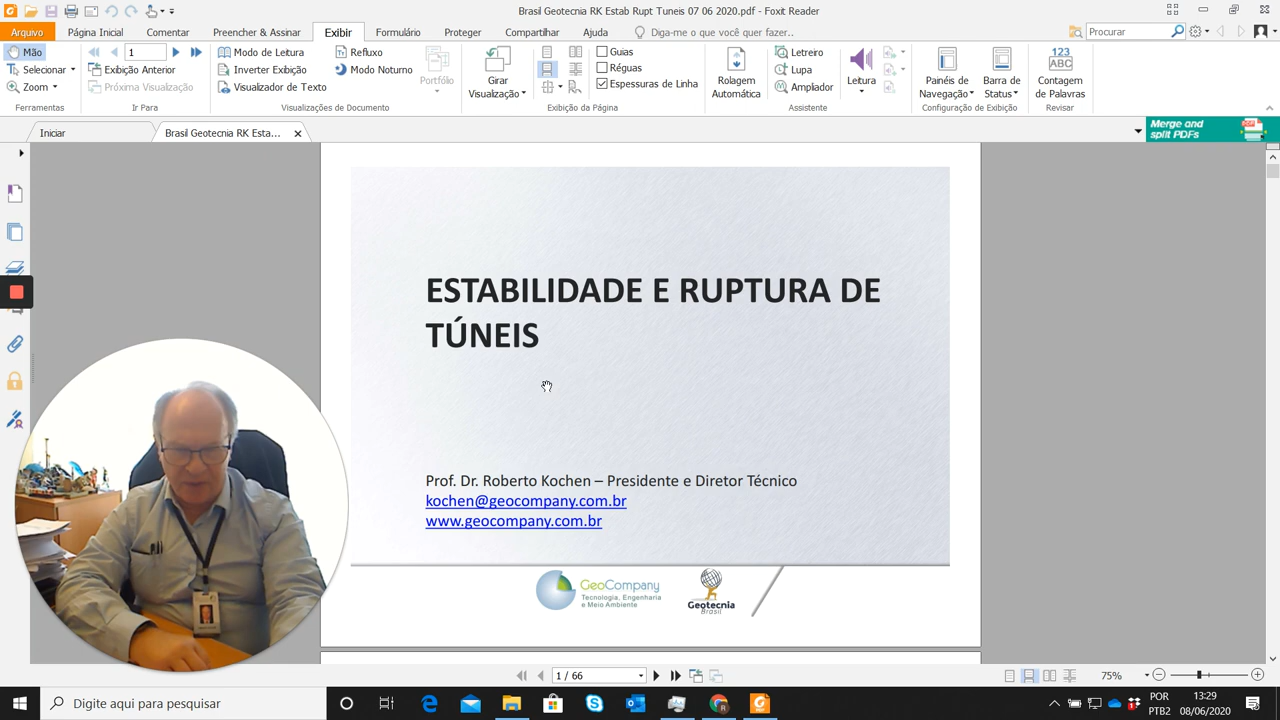 Brasil Geotecnia RK Estab Rupt Tuneis 07 06 2020.pdf - Foxit Reader
Arquivo Página Inicial Comentar Preencher & Assinar Exibir Formulário Proteger Compartilhar Ajuda Diga-me o que você quer fazer.. Procurar
Mão 1 Modo de Leitura Refluxo Guias Letreiro 123
Selecionar Exibição Anterior Inverter Exibição Modo Noturno Réguas Lupa ABC
Zoom Próxima Visualização Visualizador de Texto Portfólio Girar Visualização Espessuras de Linha Rolagem Automática Ampliador Leitura Painéis de Navegação Barra de Status Contagem de Palavras
Ferramentas Ir Para Visualizações de Documento Exibição da Página Assistente Configuração de Exibição Revisar
Iniciar Brasil Geotecnia RK Esta... Merge and
split PDFs
ESTABILIDADE E RUPTURA DE
TÚNEIS
Prof. Dr. Roberto Kochen – Presidente e Diretor Técnico
kochen@geocompany.com.br
www.geocompany.com.br
GeoCompany
Tecnologia, Engenharia
e Meio Ambiente
Geotecnia
Brasil
1 / 66 75%
Digite aqui para pesquisar POR 13:29
PTB2 08/06/2020